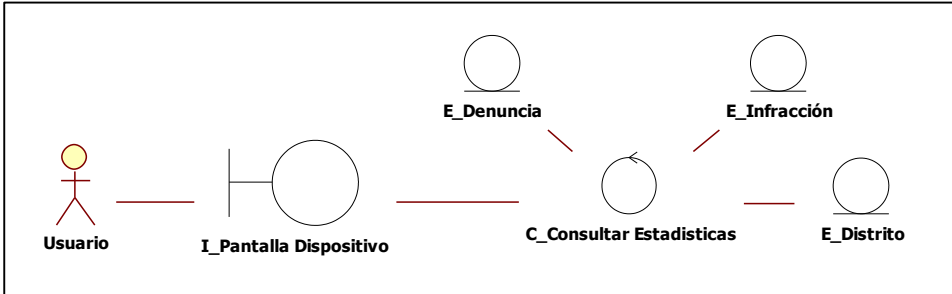 E_Denuncia
E_Infracción
Usuario
I_Pantalla Dispositivo
C_Consultar Estadisticas
E_Distrito